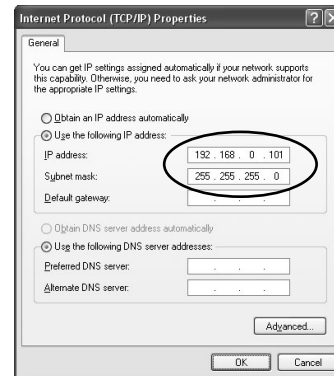 Internet Protocol (TCP/IP) Properties
General
You can get IP settings assigned automatically if your network supports
this capability. Otherwise, you need to ask your network administrator for
the appropriate IP settings.
Obtain an IP address automatically
Use the following IP address:
IP address: 192 . 168 . 0 . 101
Subnet mask: 255 . 255 . 255 . 0
Default gateway: . . .
Obtain DNS server address automatically
Use the following DNS server addresses:
Preferred DNS server: . . .
Alternate DNS server: . . .
Advanced...
OK Cancel